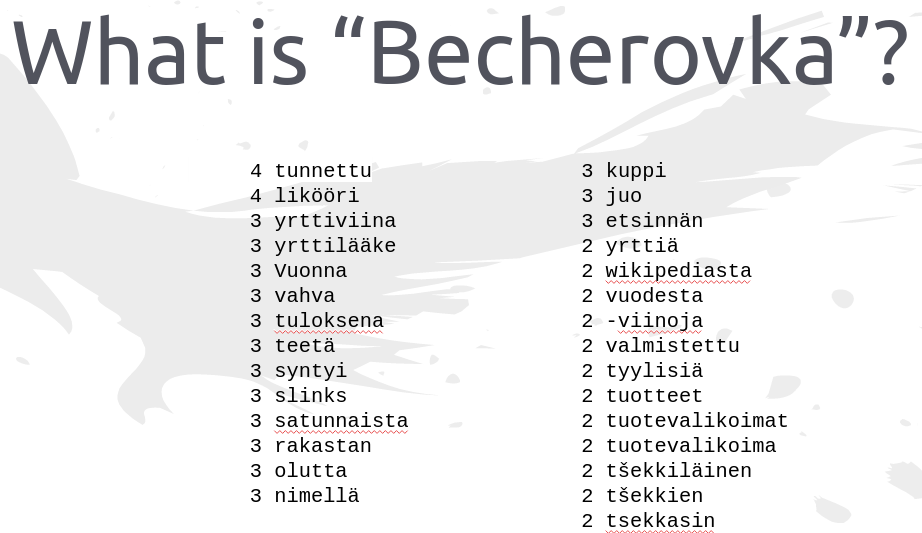 What is “Becherovka”?
4 tunnettu
4 likööri
3 yrttiviina
3 yrttilääke
3 Vuonna
3 vahva
3 tuloksena
3 teetä
3 syntyi
3 slinks
3 satunnaista
3 rakastan
3 olutta
3 nimellä
3 kuppi
3 juo
3 etsinnän
2 yrttiä
2 wikipediasta
2 vuodesta
2 -viinoja
2 valmistettu
2 tyylisiä
2 tuotteet
2 tuotevalikoimat
2 tuotevalikoima
2 tšekkiläinen
2 tšekkien
2 tsekkasin